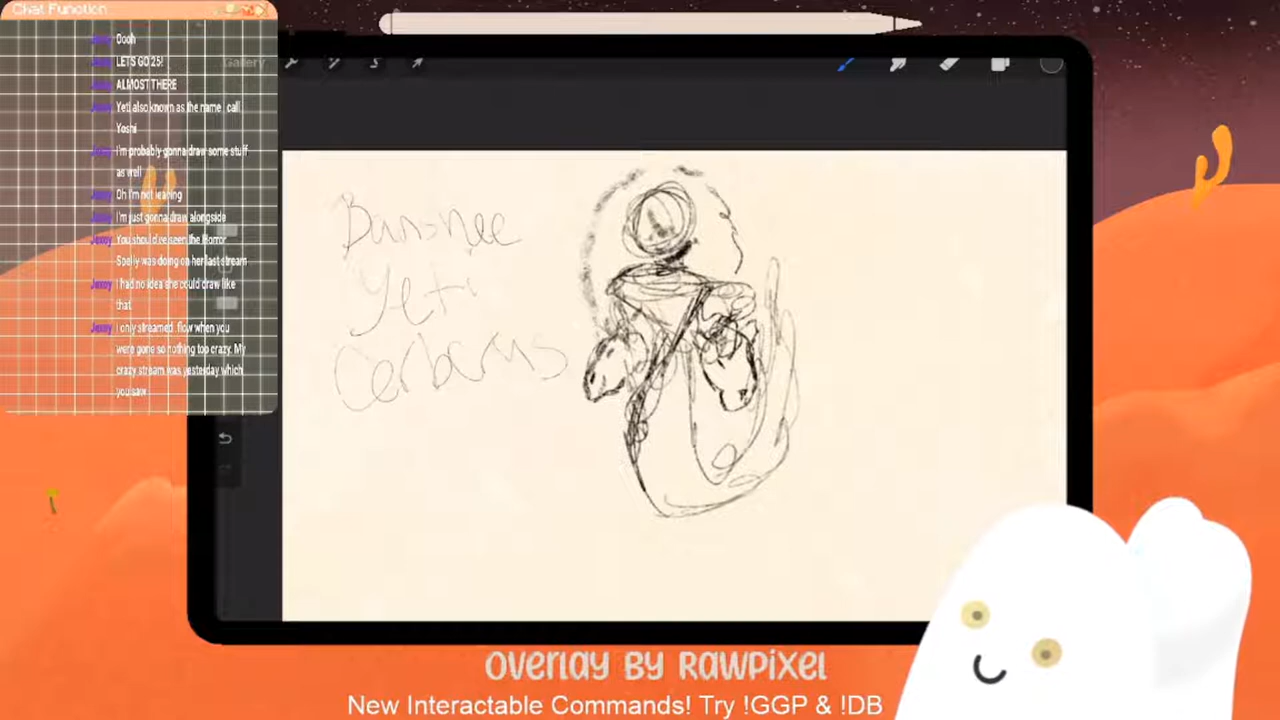 Chat Function
Jexxy Oooh
LETS GO 25!
ALMOST THERE
Yeti also known as the name I call
Yoshi
I'm probably gonna draw some stuff
as well
Oh I'm not leaving
I'm just gonna draw alongside
You should've seen the Horror
Spelly was doing on her last stream
I had no idea she could draw like
that
I only streamed flow when you
were gone so nothing too crazy. My
crazy stream was yesterday which
you saw
Gallery
Banshee
Yeti
Cerberus
OVERLAY BY RAWPIXEL
New Interactable Commands! Try !GGP & !DB